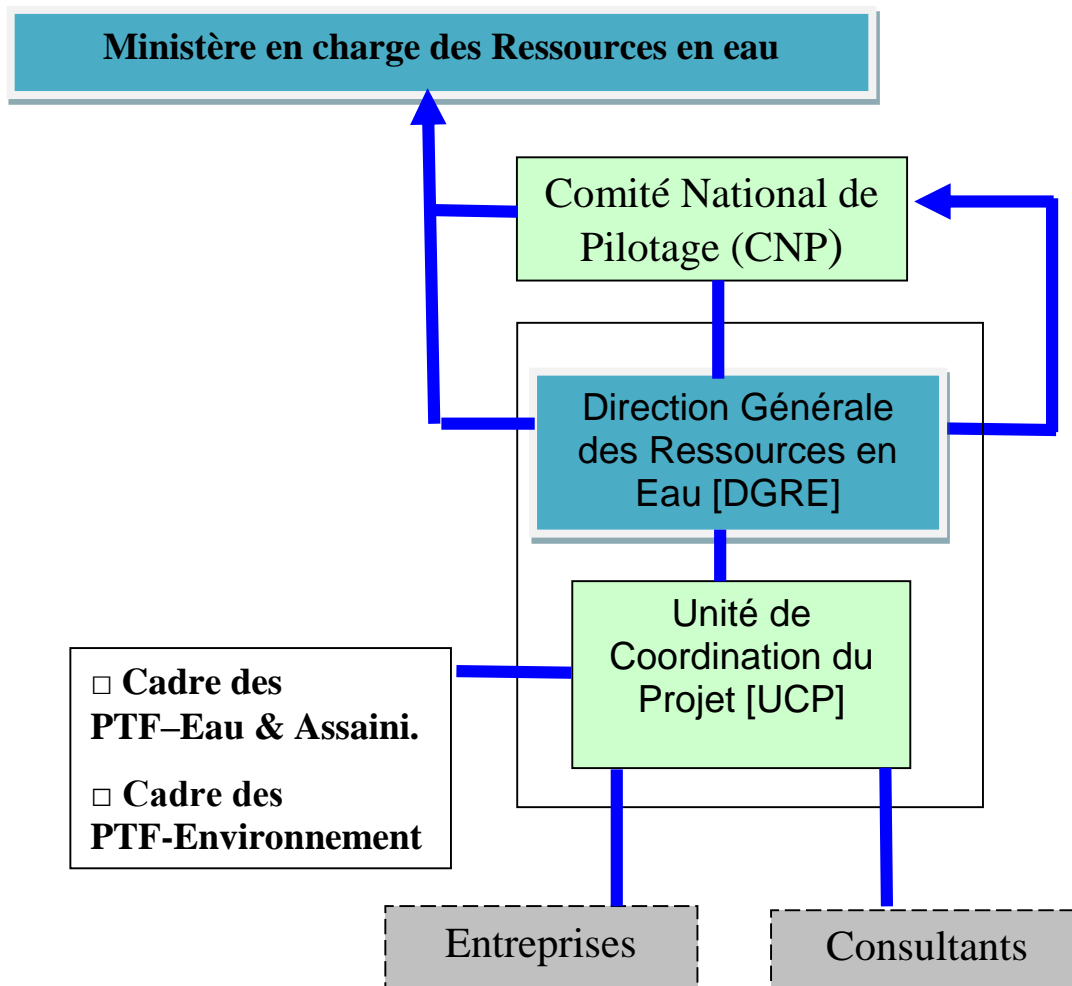 Ministère en charge des Ressources en eau
Comité National de
Pilotage (CNP)
Direction Générale
des Ressources en
Eau [DGRE]
Unité de
Coordination du
Projet [UCP]
□ Cadre des
PTF–Eau & Assaini.
□ Cadre des
PTF-Environnement
Entreprises
Consultants